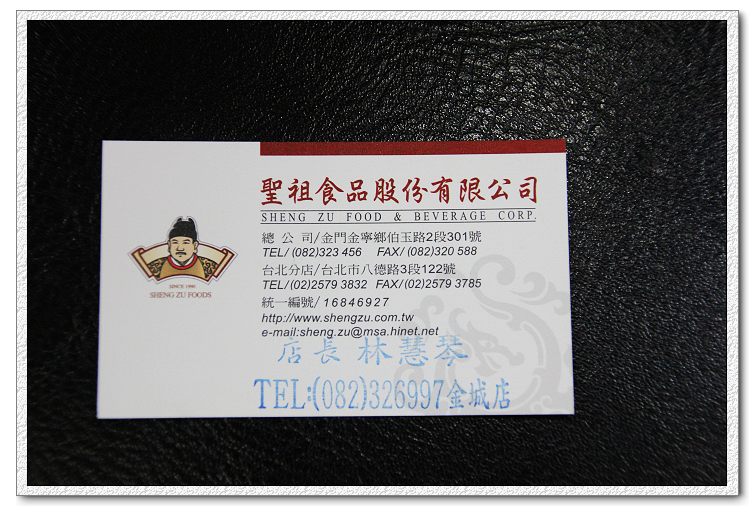 聖祖食品股份有限公司
SHENG ZU FOOD & BEVERAGE CORP.
總 公 司/金門金寧鄉伯玉路2段301號
TEL/ (082)323 456 FAX/ (082)320 588
台北分店/台北市八德路3段122號
TEL/ (02)2579 3832 FAX/(02)2579 3785
統一編號/ 16846927
http://www.shengzu.com.tw
e-mail:sheng.zu@msa.hinet.net
SINCE 1990
SHENG ZU FOODS
店長 林慧琴
TEL:(082)326997金城店